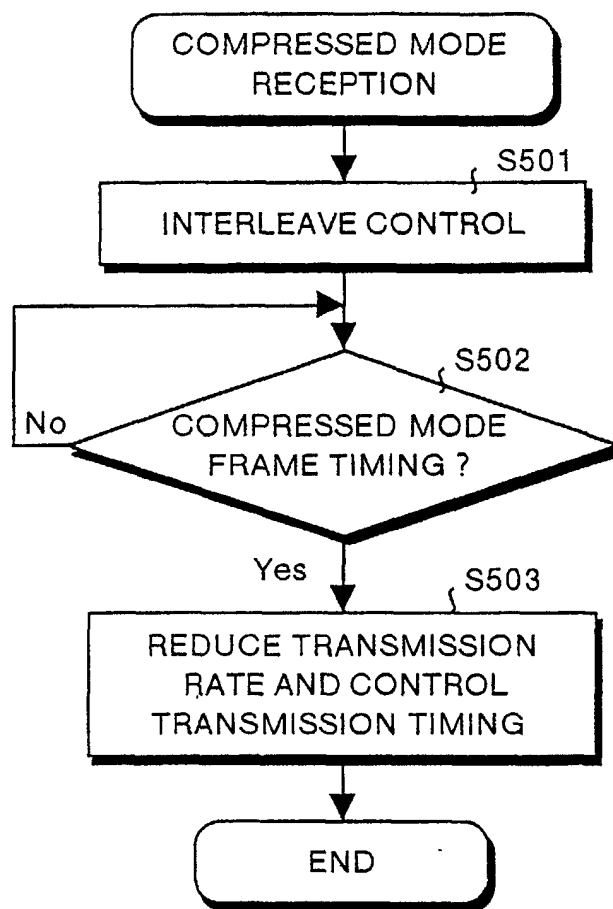 COMPRESSED MODE
RECEPTION
S501
INTERLEAVE CONTROL
S502
COMPRESSED MODE
FRAME TIMING ?
No
Yes
S503
REDUCE TRANSMISSION
RATE AND CONTROL
TRANSMISSION TIMING
END